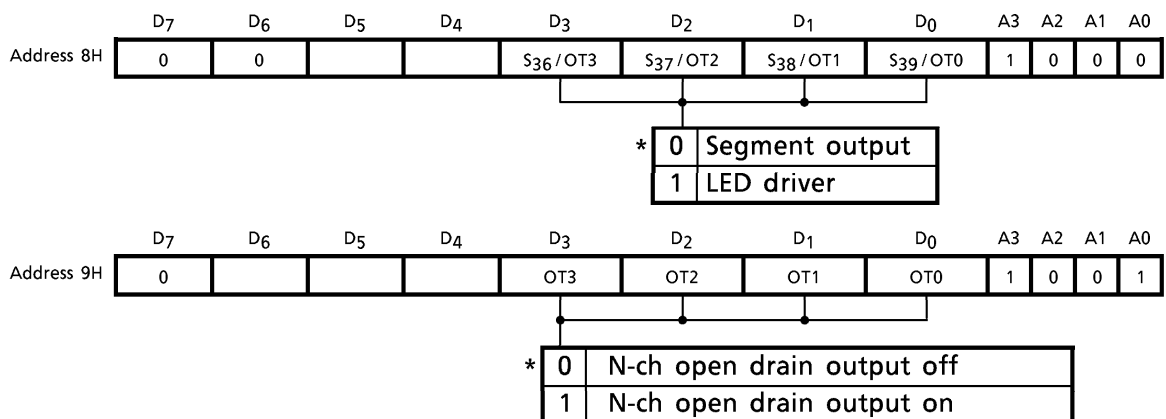 D7 D6 D5 D4 D3 D2 D1 D0 A3 A2 A1 A0
Address 8H 0 0 S36/OT3 S37/OT2 S38/OT1 S39/OT0 1 0 0 0
* 0 Segment output
1 LED driver
D7 D6 D5 D4 D3 D2 D1 D0 A3 A2 A1 A0
Address 9H 0 OT3 OT2 OT1 OT0 1 0 0 1
* 0 N-ch open drain output off
1 N-ch open drain output on